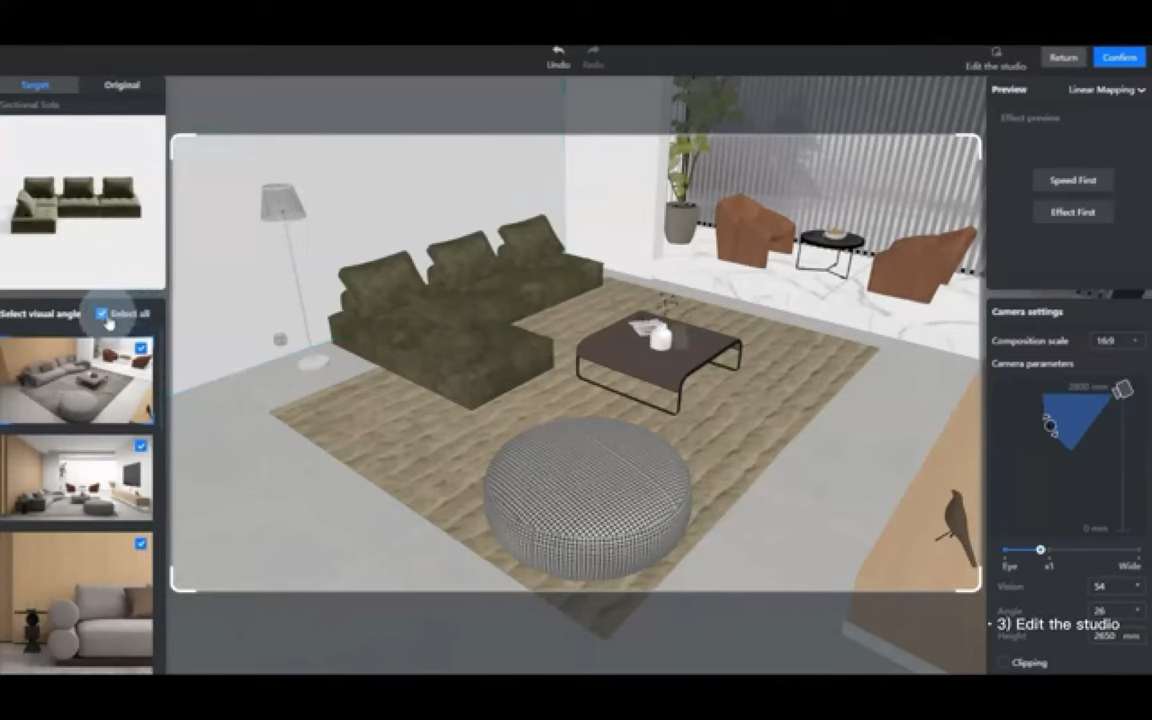 Undo
Redo
Edit the studio
Return
Confirm
Target
Original
Sectional Sofa
Select visual angle
Select all
Preview
Linear Mapping
Effect preview
Speed First
Effect First
Camera settings
Composition scale
16:9
Camera parameters
2800 mm
0 mm
Eye
x1
Wide
Vision
54
Angle
26
Height
2650 mm
Clipping
· 3) Edit the studio